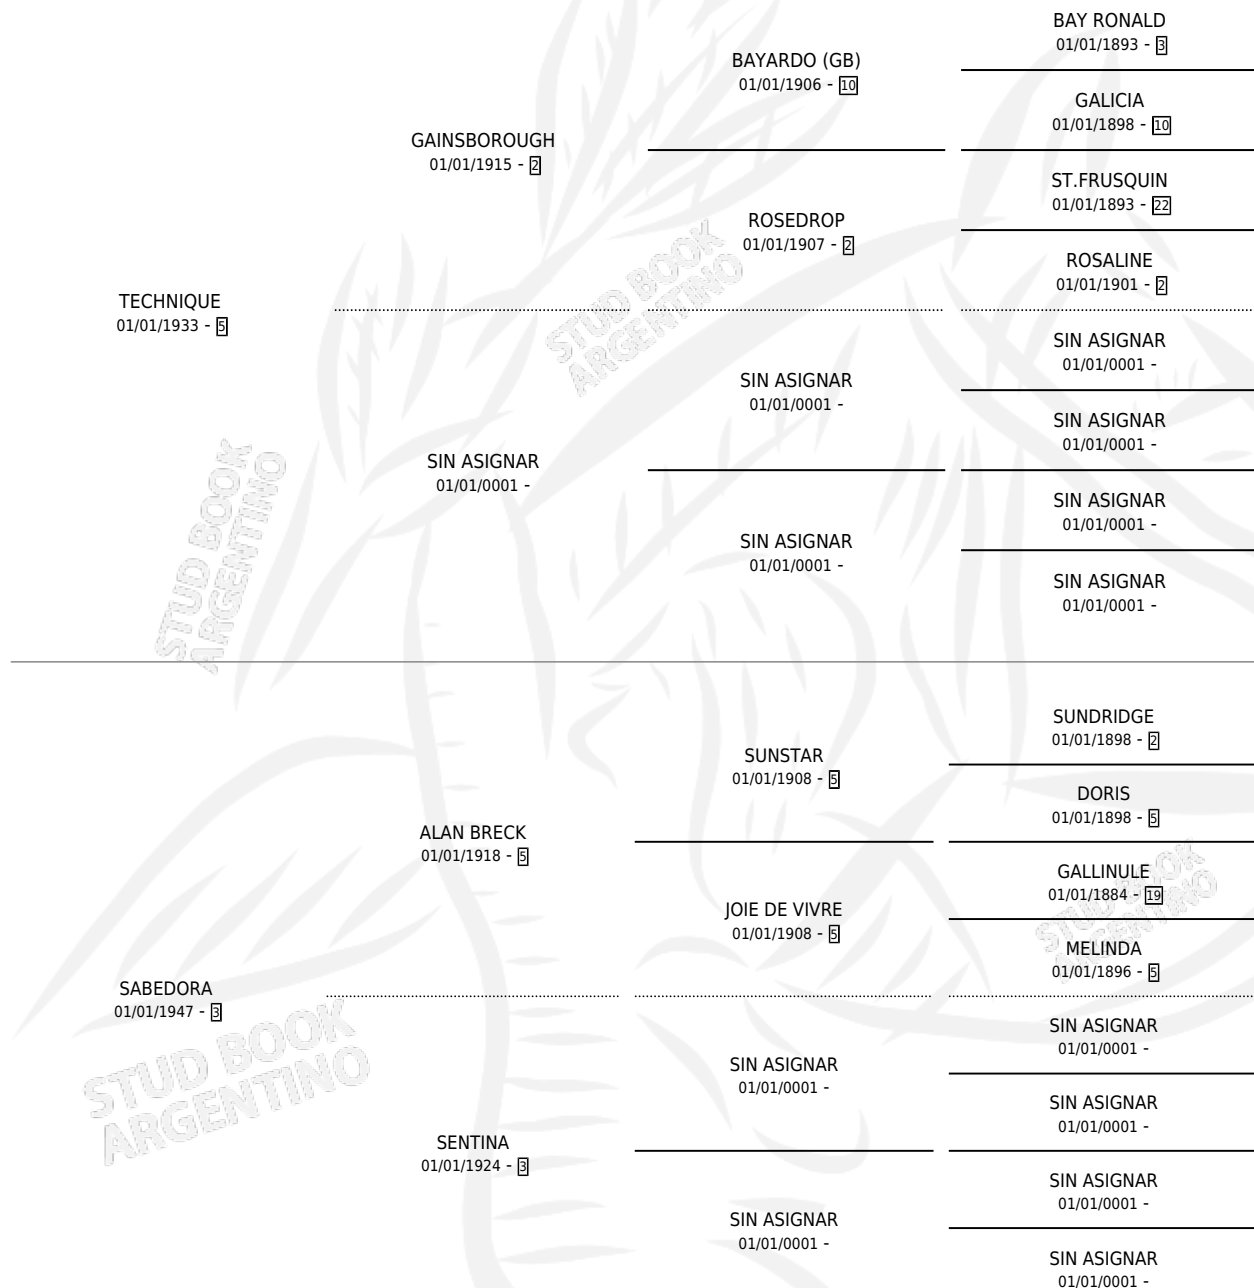 BAY RONALD
01/01/1893 - 3
BAYARDO (GB)
01/01/1906 - 10
GALICIA
01/01/1898 - 10
GAINSBOROUGH
01/01/1915 - 2
ST.FRUSQUIN
01/01/1893 - 22
ROSEDROP
01/01/1907 - 2
ROSALINE
01/01/1901 - 2
TECHNIQUE
01/01/1933 - 5
STUD BOOK
ARGENTINO
SIN ASIGNAR
01/01/0001 -
SIN ASIGNAR
01/01/0001 -
SIN ASIGNAR
01/01/0001 -
SIN ASIGNAR
01/01/0001 -
SIN ASIGNAR
01/01/0001 -
SIN ASIGNAR
01/01/0001 -
SIN ASIGNAR
01/01/0001 -
STUD BOOK
ARGENTINO
SUNDRIDGE
01/01/1898 - 2
SUNSTAR
01/01/1908 - 5
DORIS
01/01/1898 - 5
ALAN BRECK
01/01/1918 - 5
GALLINULE
01/01/1884 - 19
JOIE DE VIVRE
01/01/1908 - 5
STUD BOOK
ARGENTINO
MELINDA
01/01/1896 - 5
SABEDORA
01/01/1947 - 3
SIN ASIGNAR
01/01/0001 -
SIN ASIGNAR
01/01/0001 -
STUD BOOK
ARGENTINO
SIN ASIGNAR
01/01/0001 -
SENTINA
01/01/1924 - 3
SIN ASIGNAR
01/01/0001 -
SIN ASIGNAR
01/01/0001 -
SIN ASIGNAR
01/01/0001 -